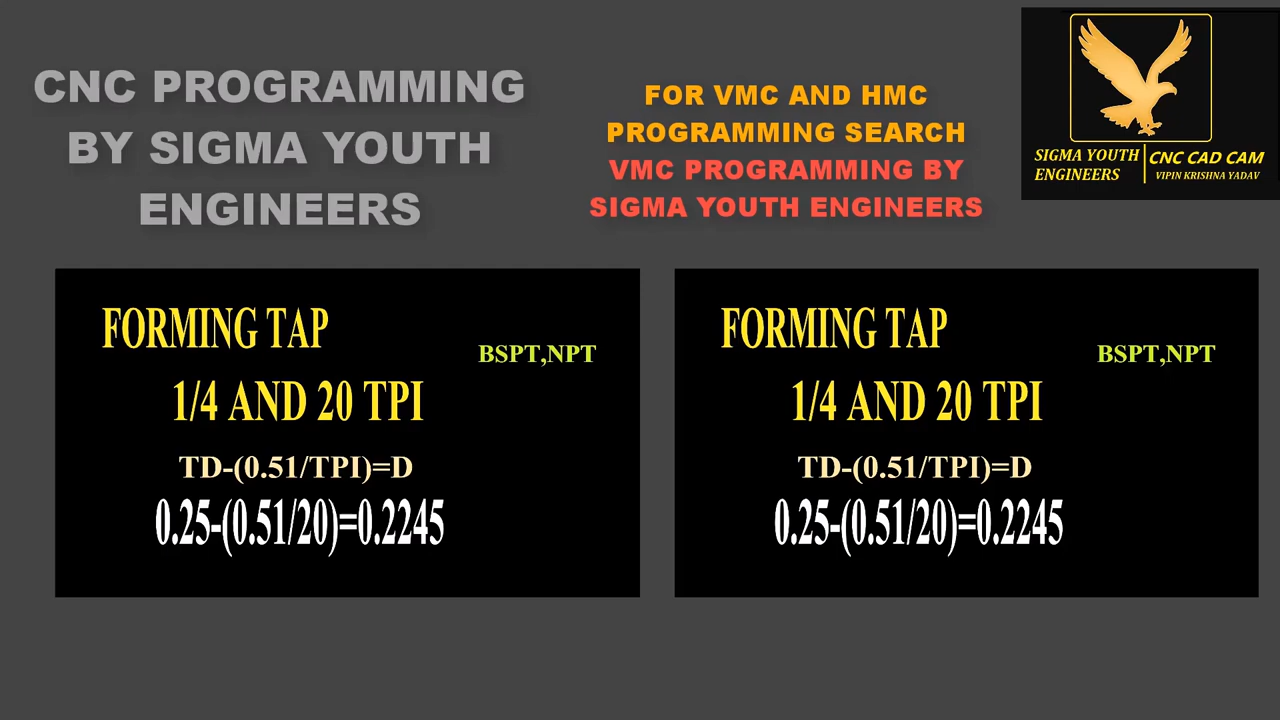 CNC PROGRAMMING
BY SIGMA YOUTH
ENGINEERS
FOR VMC AND HMC
PROGRAMMING SEARCH
VMC PROGRAMMING BY
SIGMA YOUTH ENGINEERS
SIGMA YOUTH
ENGINEERS
CNC CAD CAM
VIPIN KRISHNA YADAV
FORMING TAP
BSPT,NPT
1/4 AND 20 TPI
TD-(0.51/TPI)=D
0.25-(0.51/20)=0.2245
FORMING TAP
BSPT,NPT
1/4 AND 20 TPI
TD-(0.51/TPI)=D
0.25-(0.51/20)=0.2245